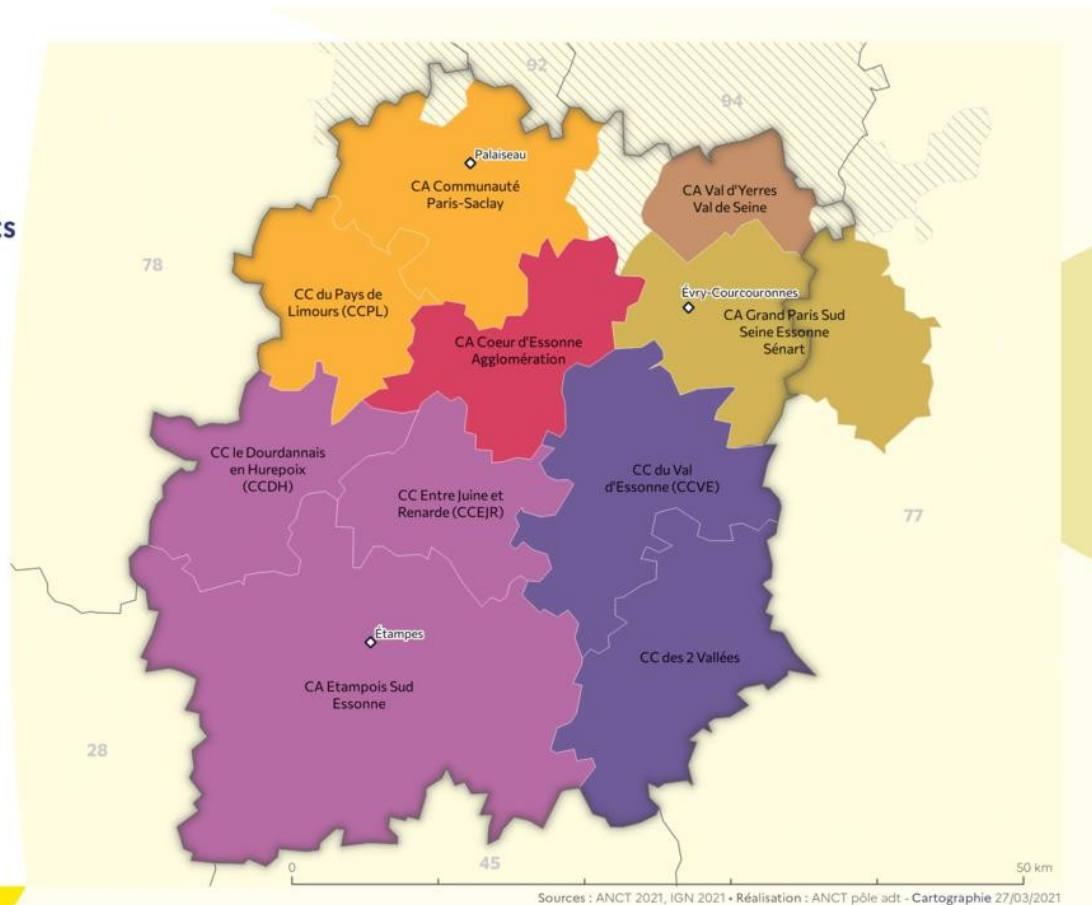 92
94
Palaiseau
CA Communauté
Paris-Saclay
CA Val d'Yerres
Val de Seine
ts
78
CC du Pays de
Limours (CCPL)
Évry-Courcouronnes
CA Grand Paris Sud
Seine Essonne
Sénart
CA Coeur d'Essonne
Agglomération
CC le Dourdannais
en Hurepoix
(CCDH)
CC Entre Juine et
Renarde (CCEJR)
CC du Val
d'Essonne (CCVE)
77
Étampes
CC des 2 Vallées
CA Etampois Sud
Essonne
28
45
0
50 km
Sources : ANCT 2021, IGN 2021 • Réalisation : ANCT pôle adt - Cartographie 27/03/2021